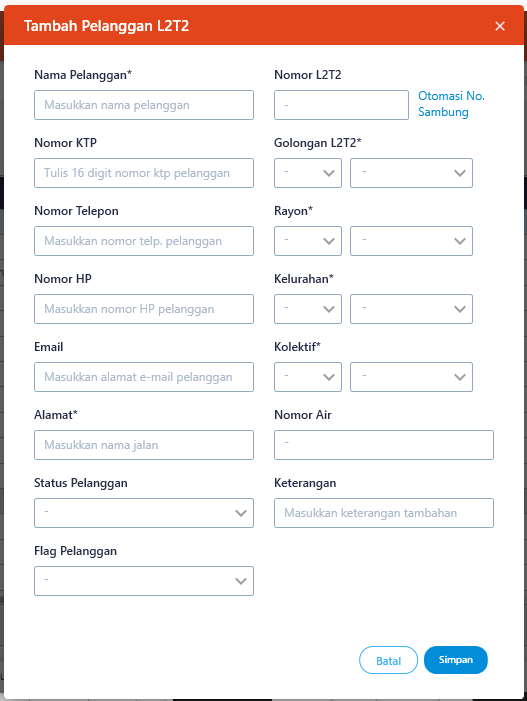 Tambah Pelanggan L2T2
Nama Pelanggan*
Masukkan nama pelanggan
Nomor L2T2
-
Otomasi No.
Sambung
Nomor KTP
Tulis 16 digit nomor ktp pelanggan
Golongan L2T2*
- -
Nomor Telepon
Masukkan nomor telp. pelanggan
Rayon*
- -
Nomor HP
Masukkan nomor HP pelanggan
Kelurahan*
- -
Email
Masukkan alamat e-mail pelanggan
Kolektif*
- -
Alamat*
Masukkan nama jalan
Nomor Air
-
Status Pelanggan
-
Keterangan
Masukkan keterangan tambahan
Flag Pelanggan
-
Batal
Simpan